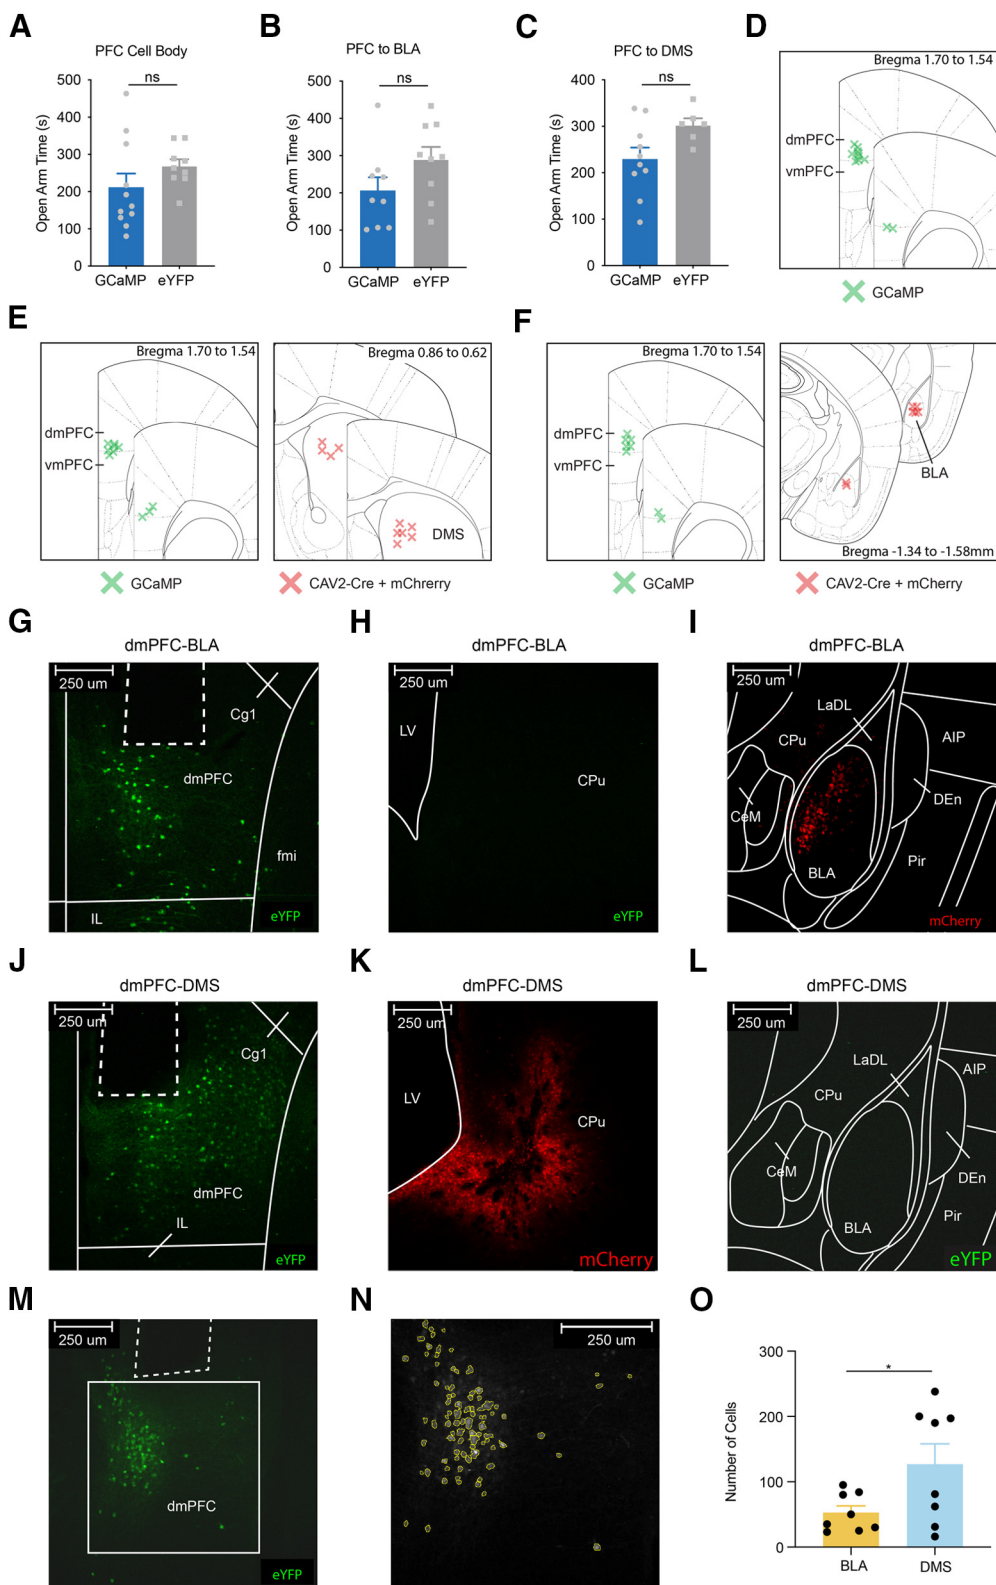 A
B
C
D
PFC Cell Body
PFC to BLA
PFC to DMS
Open Arm Time (s)
500
400
300
200
100
0
ns
GCaMP eYFP
Open Arm Time (s)
500
400
300
200
100
0
ns
GCaMP eYFP
Open Arm Time (s)
400
300
200
100
0
ns
GCaMP eYFP
Bregma 1.70 to 1.54
dmPFC
vmPFC
GCaMP
E
F
Bregma 1.70 to 1.54
dmPFC
vmPFC
GCaMP
Bregma 0.86 to 0.62
DMS
CAV2-Cre + mChrerry
Bregma 1.70 to 1.54
dmPFC
vmPFC
GCaMP
BLA
Bregma -1.34 to -1.58mm
CAV2-Cre + mCherry
G
H
I
dmPFC-BLA
250 um
Cg1
dmPFC
fmi
IL
eYFP
dmPFC-BLA
250 um
LV
CPu
eYFP
dmPFC-BLA
250 um
LaDL
CPu
AIP
CeM
DEn
Pir
BLA
mCherry
J
K
L
dmPFC-DMS
250 um
Cg1
dmPFC
IL
eYFP
dmPFC-DMS
250 um
LV
CPu
mCherry
dmPFC-DMS
250 um
LaDL
AIP
CPu
CeM
DEn
Pir
BLA
eYFP
M
N
O
250 um
dmPFC
eYFP
250 um
Number of Cells
300
200
100
0
*
BLA DMS